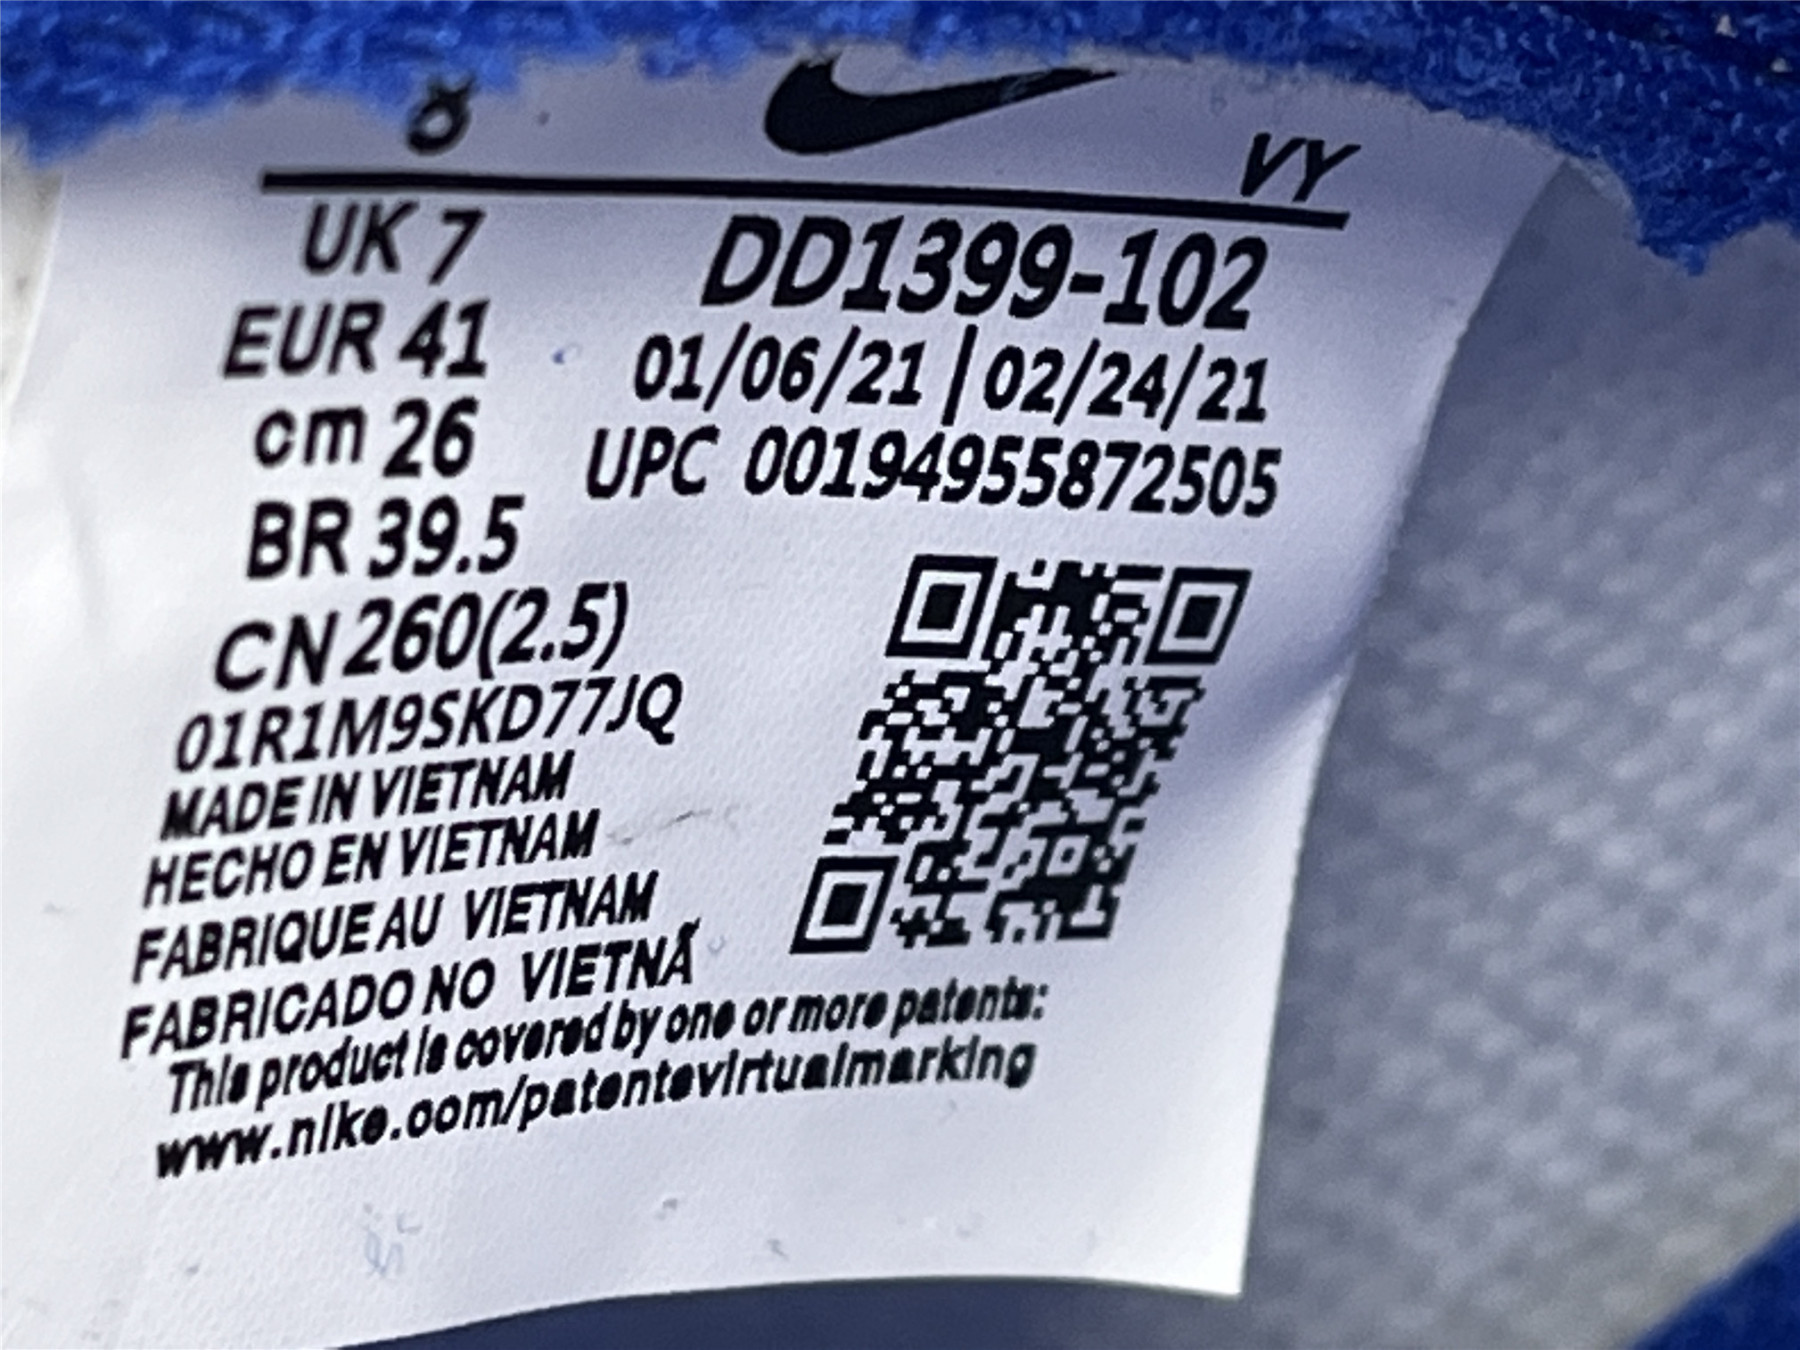 VY
UK 7
EUR 41
cm 26
BR 39.5
CN 260(2.5)
01R1M9SKD77JQ
MADE IN VIETNAM
HECHO EN VIETNAM
FABRIQUE AU VIETNAM
FABRICADO NO VIETNÃ
This product is covered by one or more patents:
www.nike.com/patentsvirtualmarking
DD1399-102
01/06/21 | 02/24/21
UPC 00194955872505